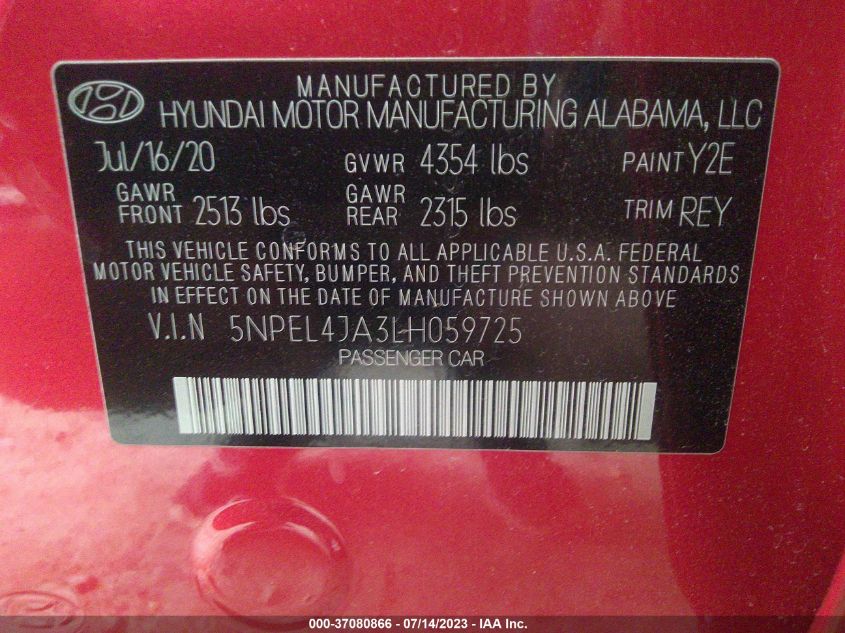 MANUFACTURED BY
HYUNDAI MOTOR MANUFACTURING ALABAMA, LLC
Jul/16/20 GVWR 4354 lbs PAINT Y2E
GAWR FRONT 2513 lbs GAWR REAR 2315 lbs TRIM REY
THIS VEHICLE CONFORMS TO ALL APPLICABLE U.S.A. FEDERAL
MOTOR VEHICLE SAFETY, BUMPER, AND THEFT PREVENTION STANDARDS
IN EFFECT ON THE DATE OF MANUFACTURE SHOWN ABOVE
V.I.N 5NPEL4JA3LH059725
PASSENGER CAR
000-37080866 - 07/14/2023 - IAA Inc.